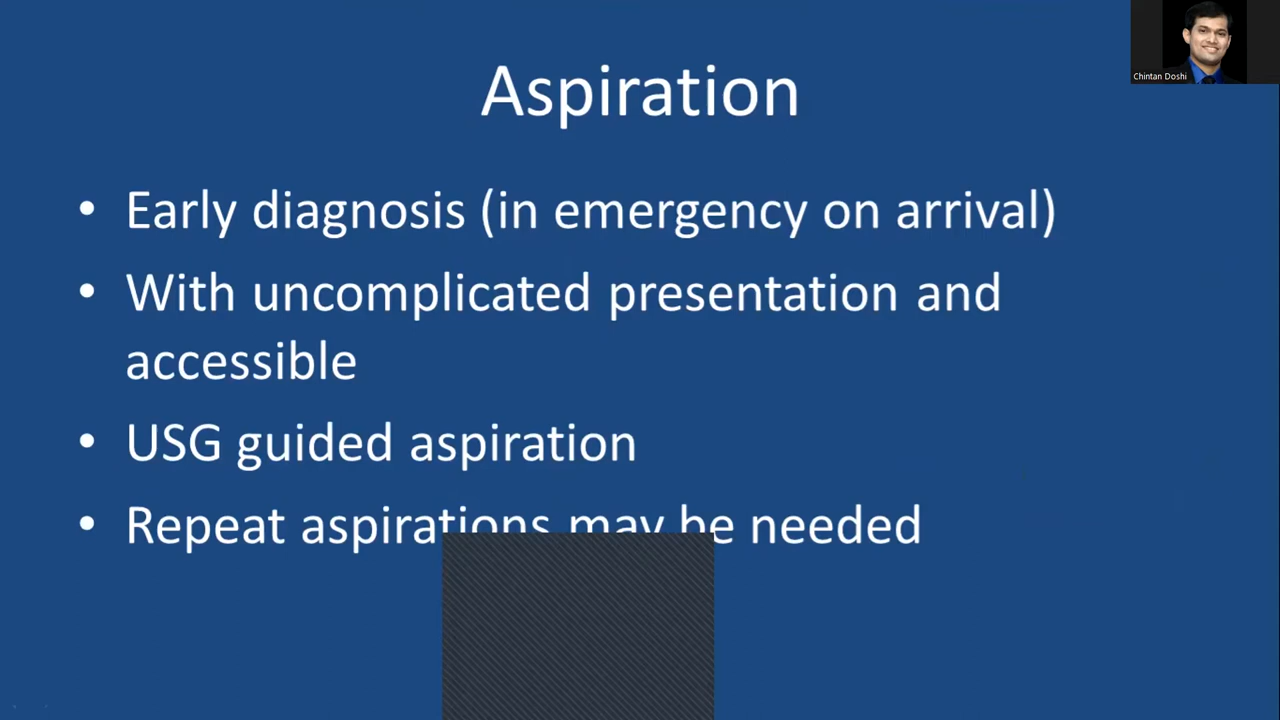 Chintan Doshi
Aspiration
• Early diagnosis (in emergency on arrival)
• With uncomplicated presentation and
accessible
• USG guided aspiration
• Repeat aspirations may be needed